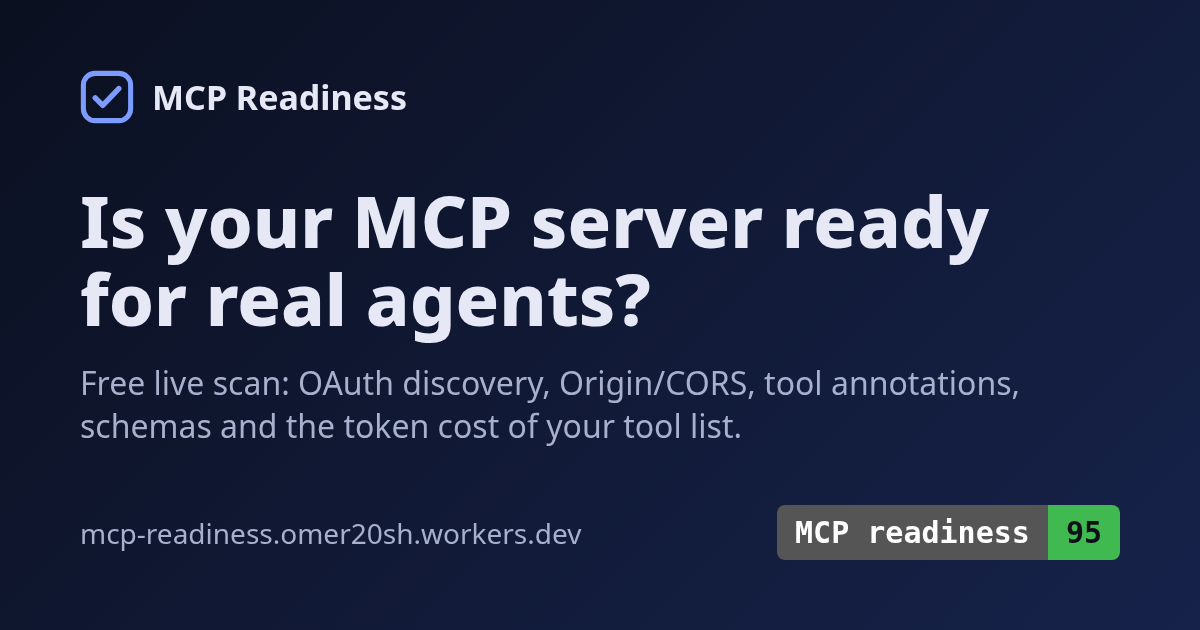 MCP Readiness
Is your MCP server ready
for real agents?
Free live scan: OAuth discovery, Origin/CORS, tool annotations,
schemas and the token cost of your tool list.
mcp-readiness.omer20sh.workers.dev
MCP readiness 95